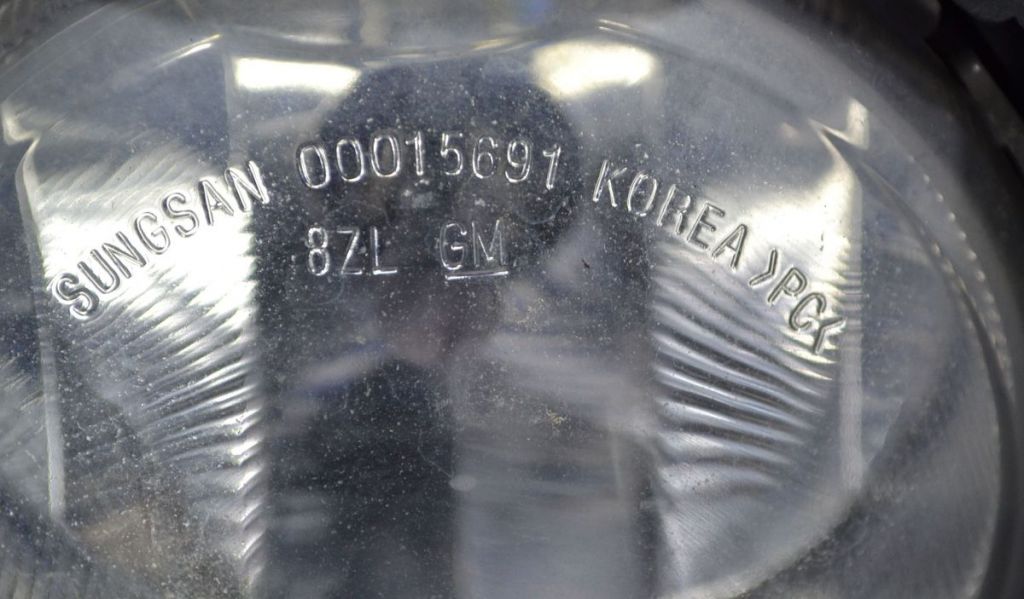 SUNGSAN 00015691 KOREA >PC<
8ZL GM